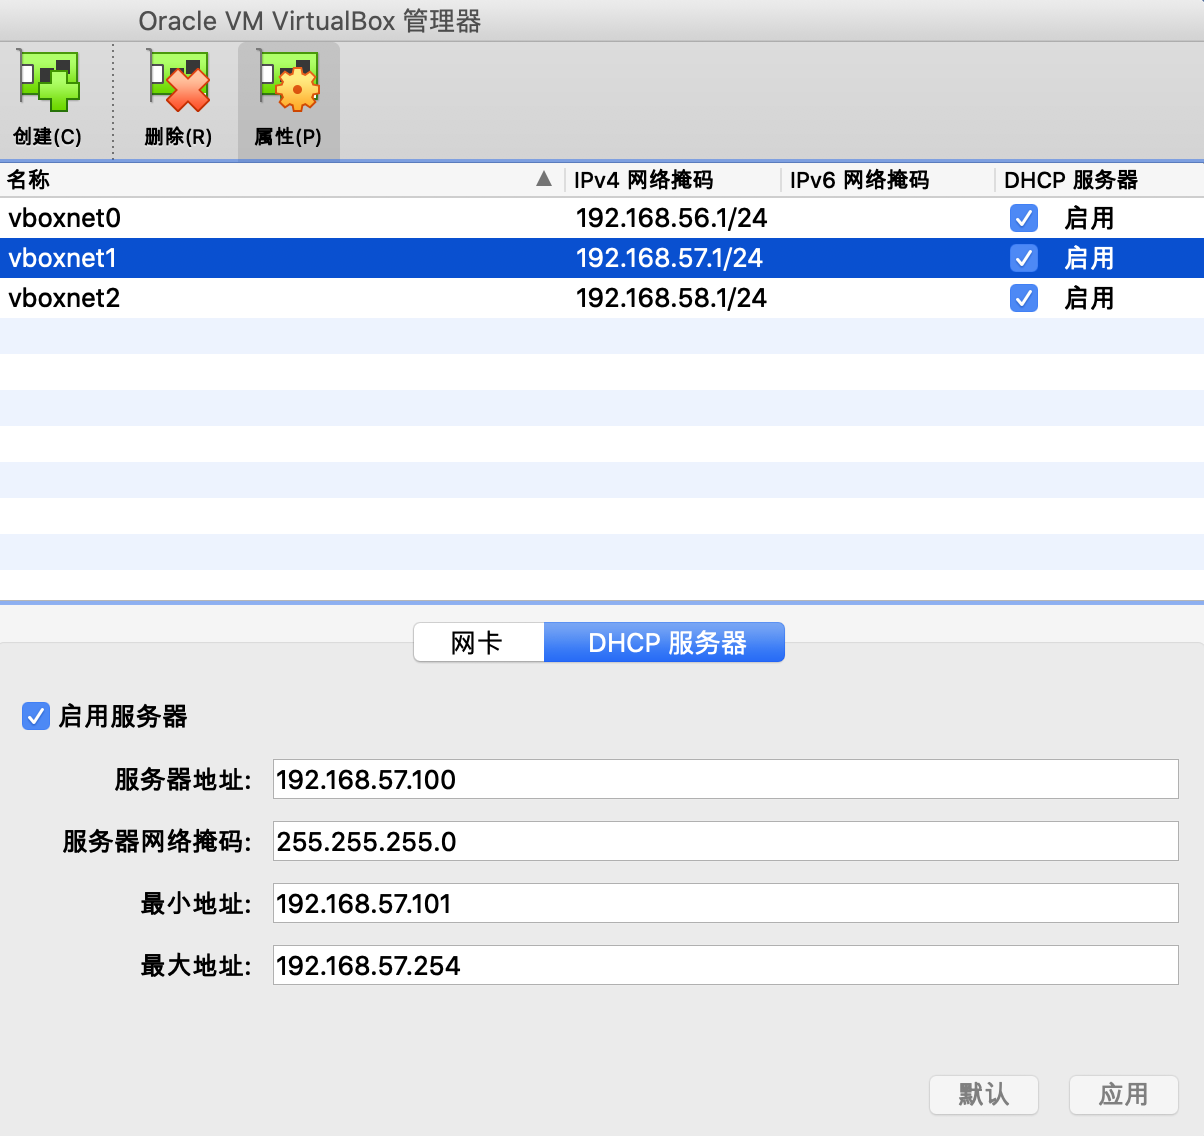 Oracle VM VirtualBox 管理器
创建(C) 删除(R) 属性(P)
名称 IPv4 网络掩码 IPv6 网络掩码 DHCP 服务器
vboxnet0 192.168.56.1/24 启用
vboxnet1 192.168.57.1/24 启用
vboxnet2 192.168.58.1/24 启用
网卡 DHCP 服务器
启用服务器
服务器地址: 192.168.57.100
服务器网络掩码: 255.255.255.0
最小地址: 192.168.57.101
最大地址: 192.168.57.254
默认 应用